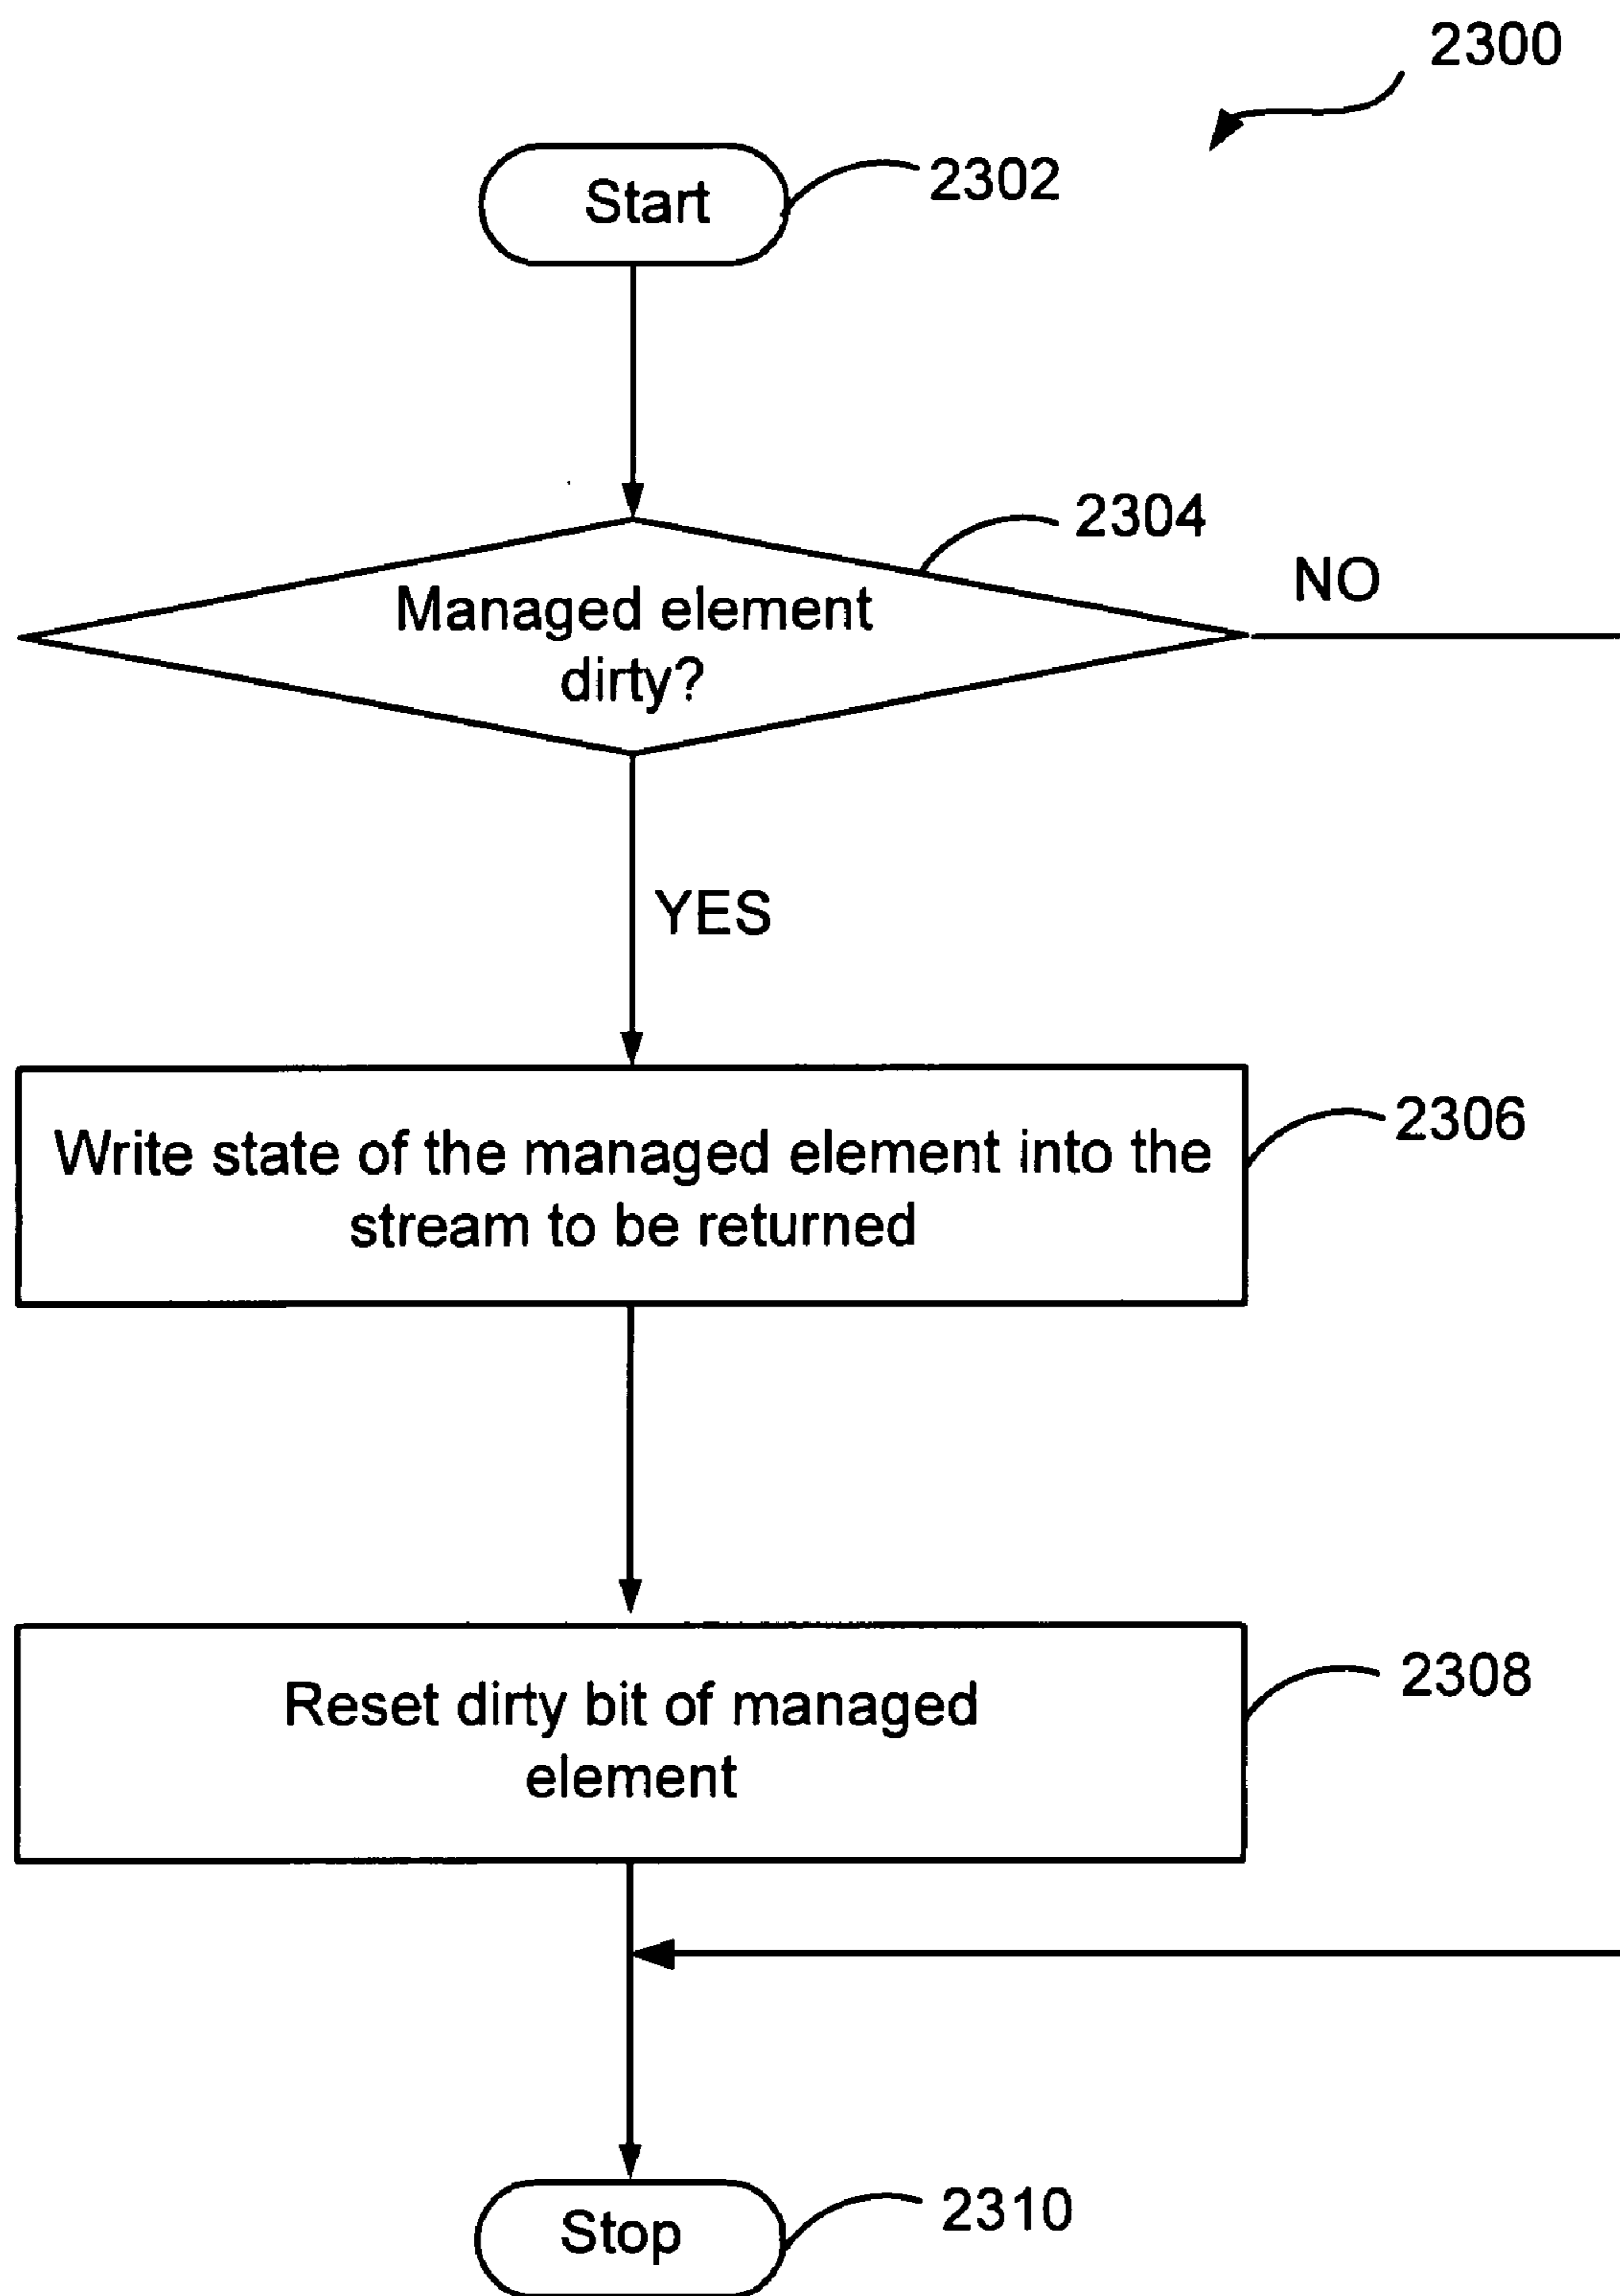 2300
Start
2302
2304
Managed element
dirty?
NO
YES
Write state of the managed element into the
stream to be returned
2306
Reset dirty bit of managed
element
2308
Stop
2310